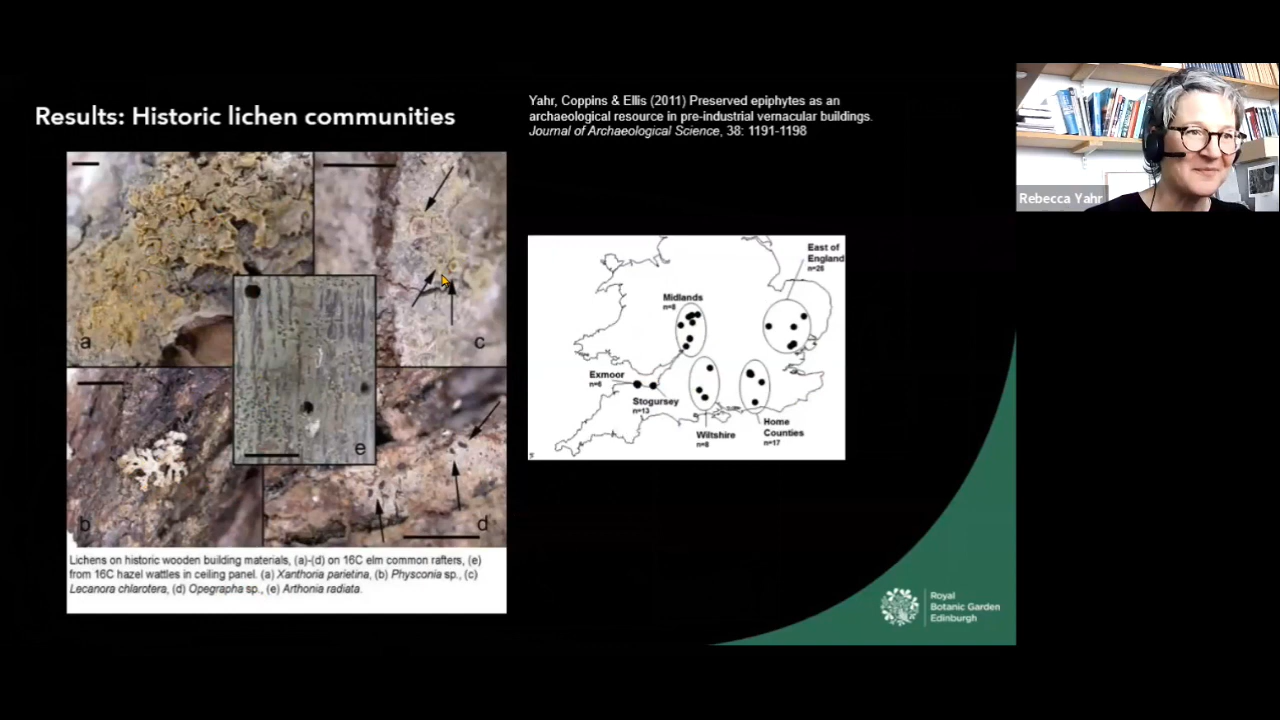 Results: Historic lichen communities
Yahr, Coppins & Ellis (2011) Preserved epiphytes as an
archaeological resource in pre-industrial vernacular buildings.
Journal of Archaeological Science, 38: 1191-1198
Rebecca Yahr
a
c
e
b
d
Lichens on historic wooden building materials, (a)-(d) on 16C elm common rafters, (e)
from 16C hazel wattles in ceiling panel. (a) Xanthoria parietina, (b) Physconia sp., (c)
Lecanora chlarotera, (d) Opegrapha sp., (e) Arthonia radiata.
East of
England
n=26
Midlands
n=8
Exmoor
n=6
Stogursey
n=13
Wiltshire
n=8
Home
Counties
n=17
Royal
Botanic Garden
Edinburgh